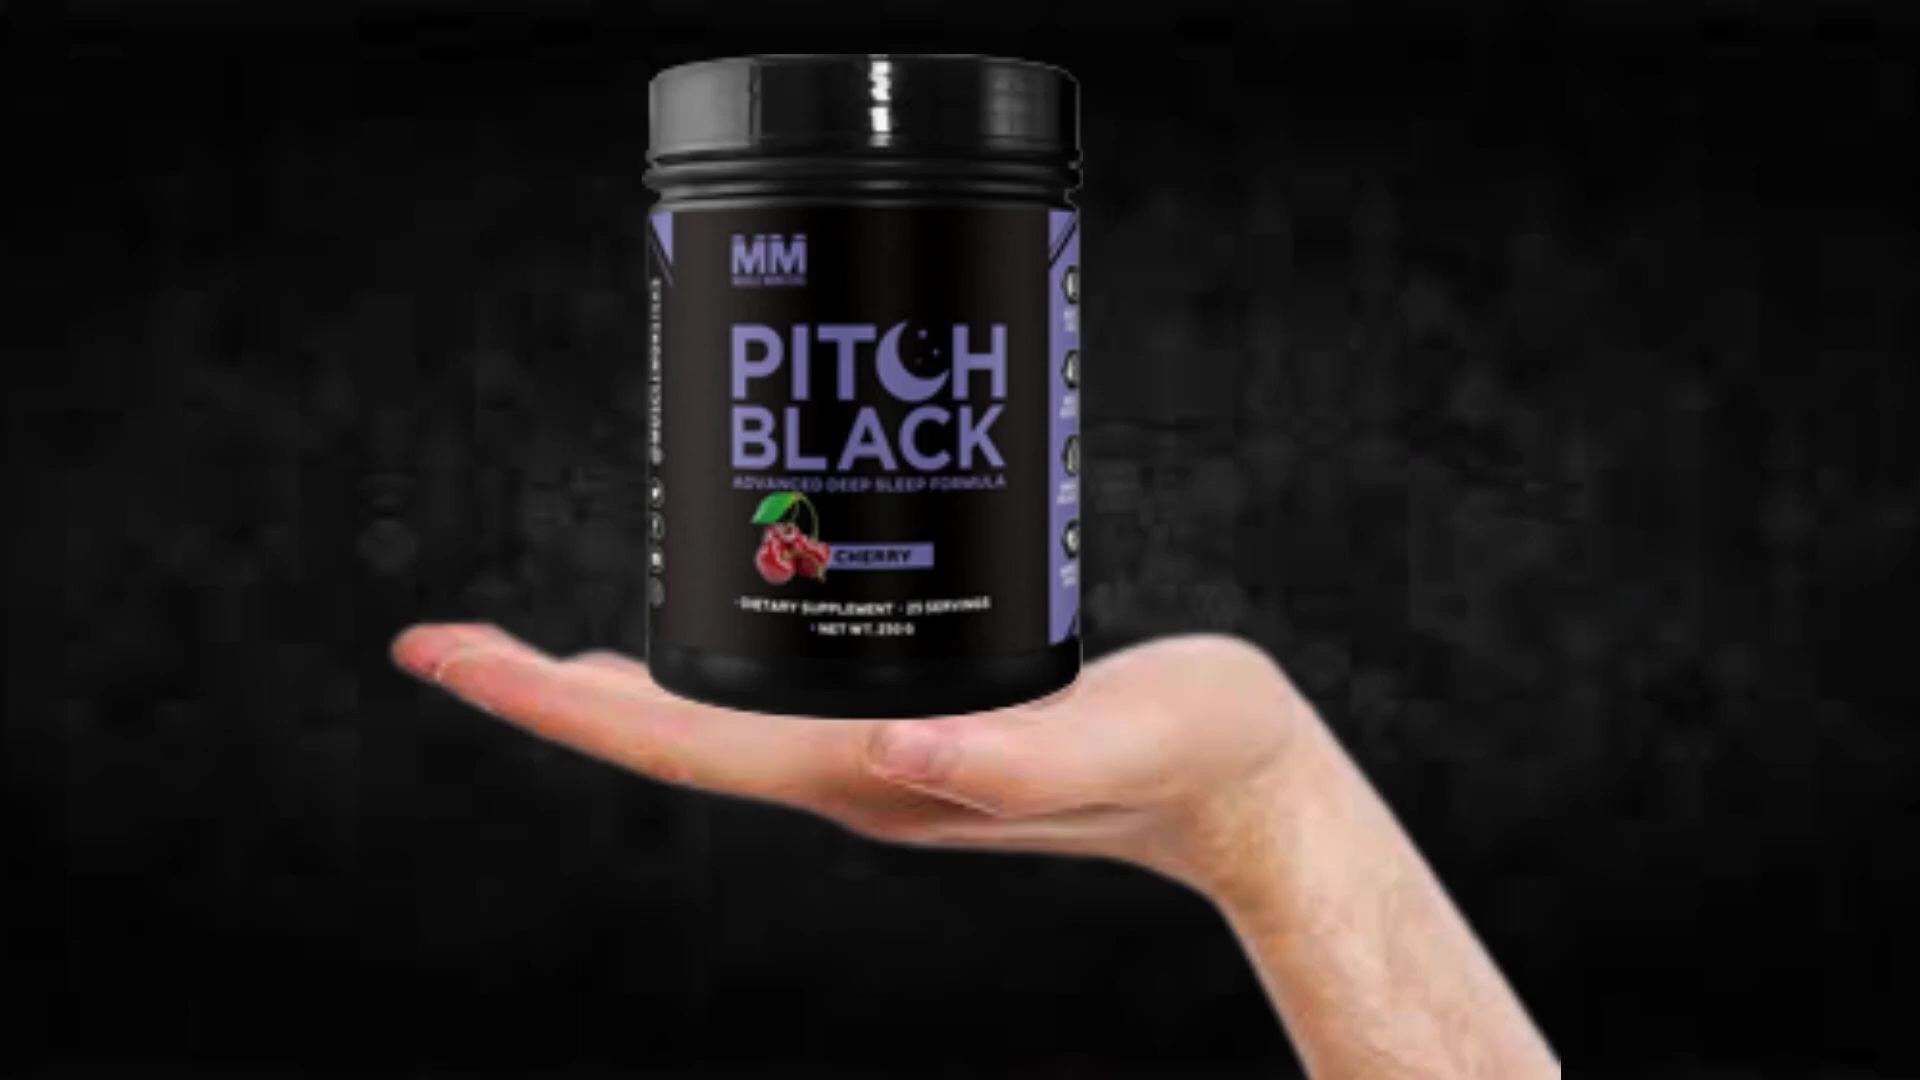 MM
PITCH
BLACK
ADVANCED DEEP SLEEP FORMULA
CHERRY
· DIETARY SUPPLEMENT · 25 SERVINGS
· NET WT. 250 G